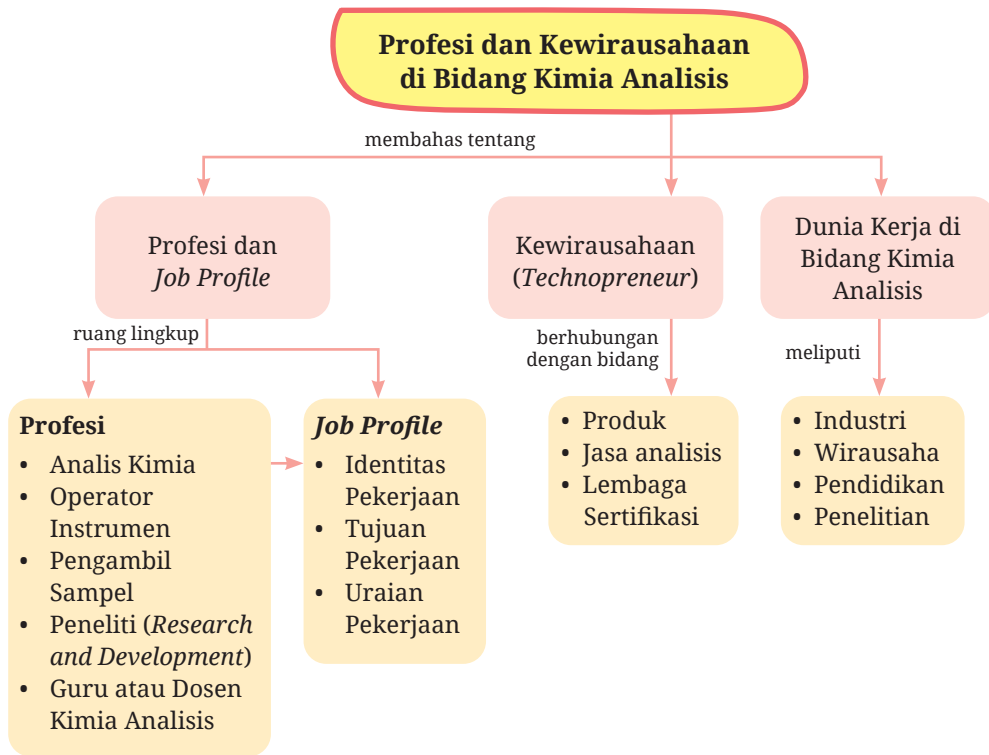 Profesi dan Kewirausahaan
di Bidang Kimia Analisis
membahas tentang
Profesi dan
Job Profile
Kewirausahaan
(Technopreneur)
Dunia Kerja di
Bidang Kimia
Analisis
ruang lingkup
berhubungan
dengan bidang
meliputi
Profesi
• Analis Kimia
• Operator
Instrumen
• Pengambil
Sampel
• Peneliti (Research
and Development)
• Guru atau Dosen
Kimia Analisis
Job Profile
• Identitas
Pekerjaan
• Tujuan
Pekerjaan
• Uraian
Pekerjaan
• Produk
• Jasa analisis
• Lembaga
Sertifikasi
• Industri
• Wirausaha
• Pendidikan
• Penelitian